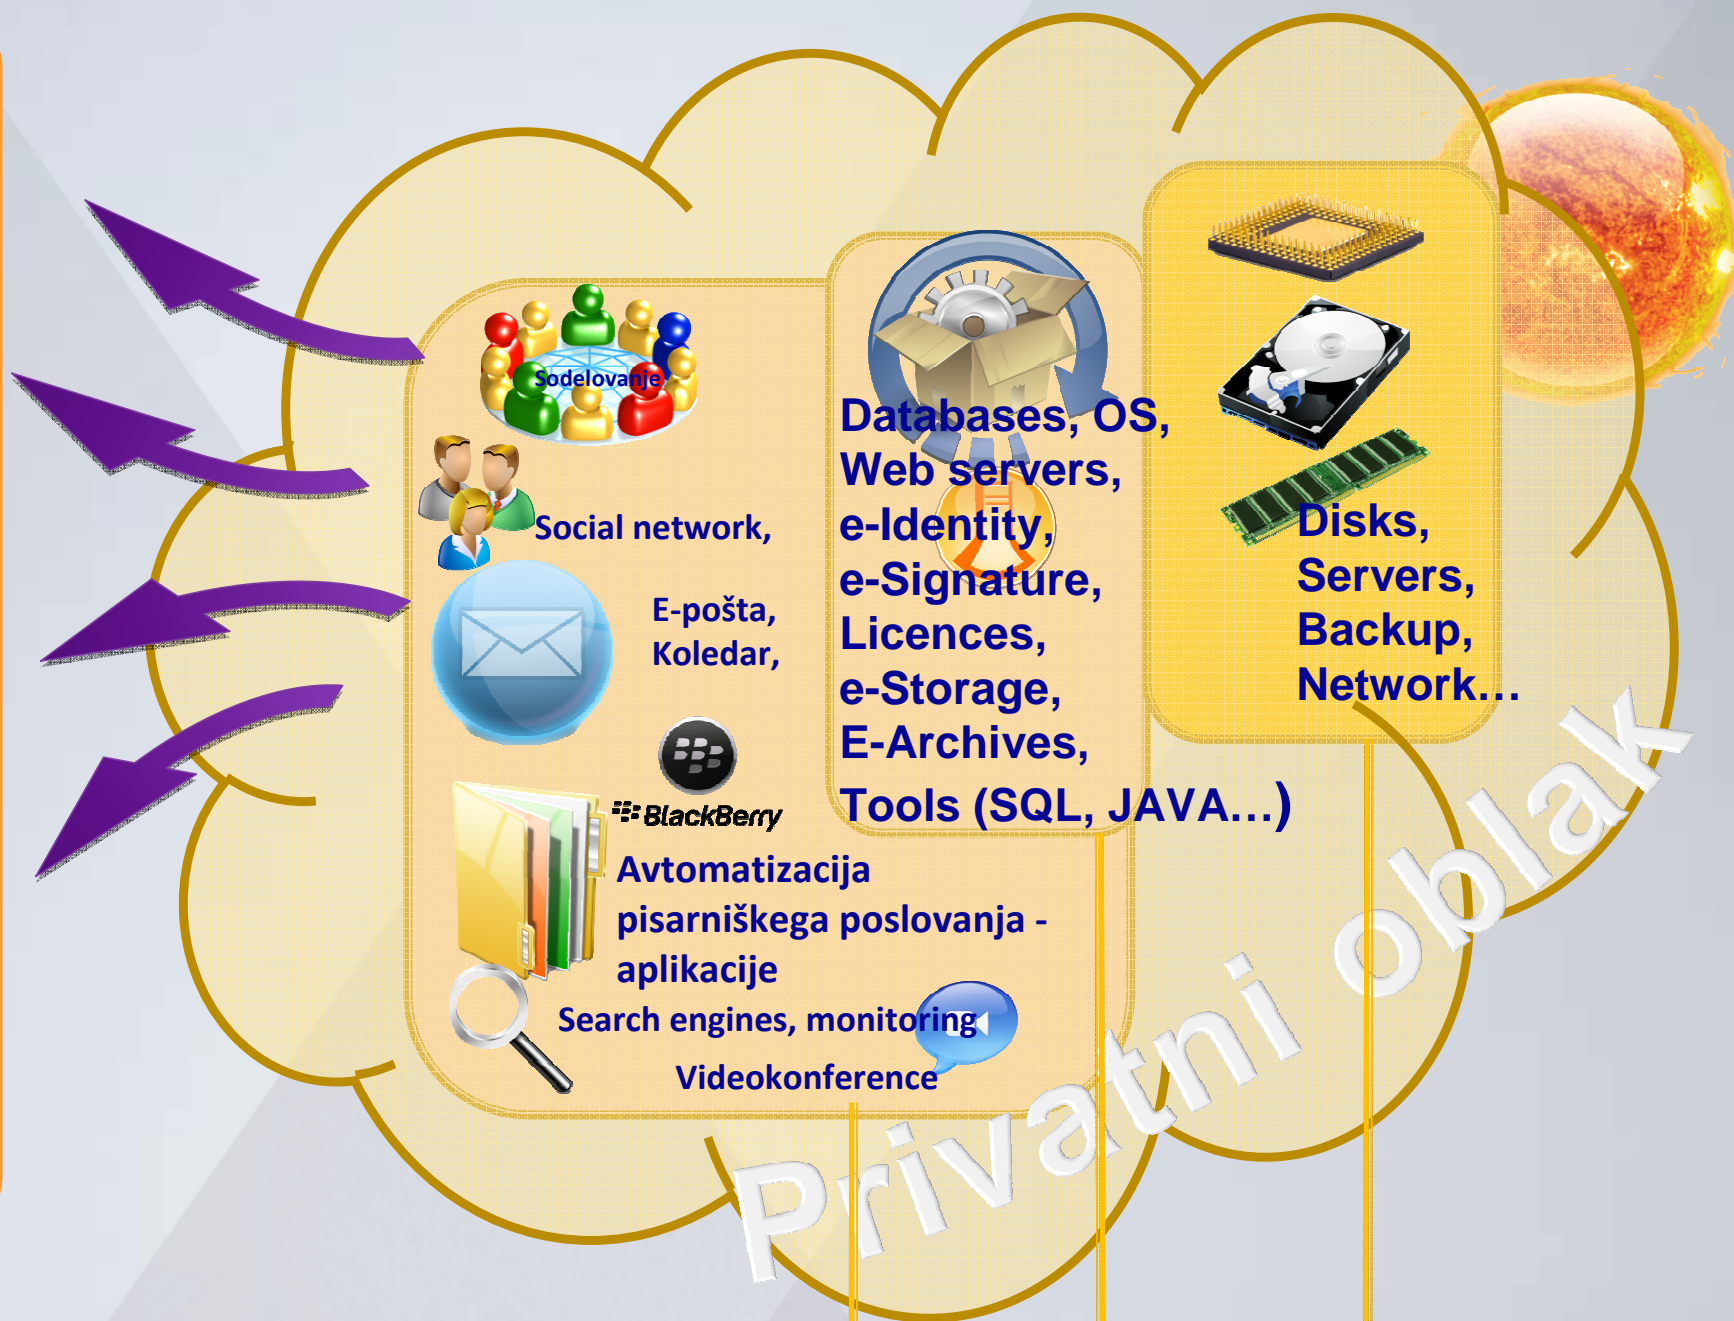 Sodelovanje
Social network,
E-pošta,
Koledar,
BlackBerry
Avtomatizacija
pisarniškega poslovanja -
aplikacije
Search engines, monitoring
Videokonference
Databases, OS,
Web servers,
e-Identity,
e-Signature,
Licences,
e-Storage,
E-Archives,
Tools (SQL, JAVA…)
Disks,
Servers,
Backup,
Network…
Privatni oblak